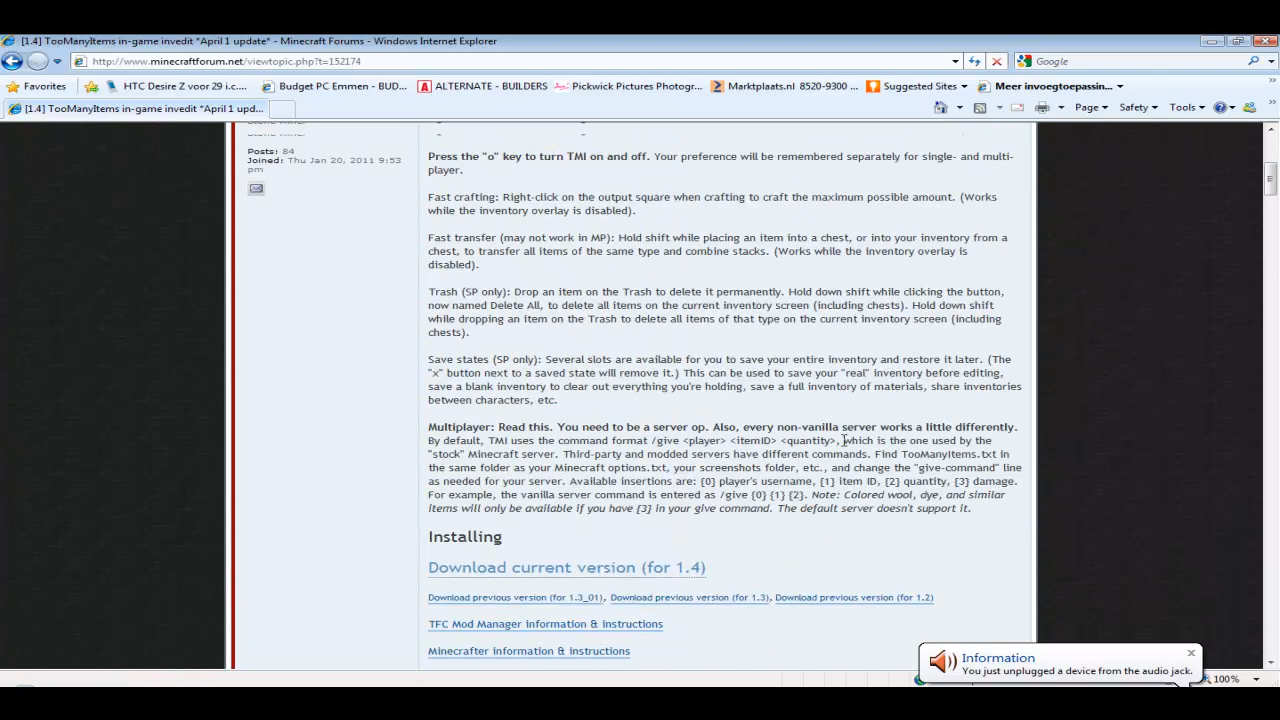 [1.4] TooManyItems in-game invedit *April 1 update* - Minecraft Forums - Windows Internet Explorer
http://www.minecraftforum.net/viewtopic.php?t=152174
Google
Favorites
HTC Desire Z voor 29 i.c....
Budget PC Emmen - BUD...
ALTERNATE - BUILDERS
Pickwick Pictures Photogr...
Marktplaats.nl 8520-9300 ...
Suggested Sites
Meer invoegtoepassin...
[1.4] TooManyItems in-game invedit *April 1 upd...
Page
Safety
Tools
Posts: 84
Joined: Thu Jan 20, 2011 9:53
pm
Press the "o" key to turn TMI on and off. Your preference will be remembered separately for single- and multi-
player.
Fast crafting: Right-click on the output square when crafting to craft the maximum possible amount. (Works
while the inventory overlay is disabled).
Fast transfer (may not work in MP): Hold shift while placing an item into a chest, or into your inventory from a
chest, to transfer all items of the same type and combine stacks. (Works while the inventory overlay is
disabled).
Trash (SP only): Drop an item on the Trash to delete it permanently. Hold down shift while clicking the button,
now named Delete All, to delete all items on the current inventory screen (including chests). Hold down shift
while dropping an item on the Trash to delete all items of that type on the current inventory screen (including
chests).
Save states (SP only): Several slots are available for you to save your entire inventory and restore it later. (The
"x" button next to a saved state will remove it.) This can be used to save your "real" inventory before editing,
save a blank inventory to clear out everything you're holding, save a full inventory of materials, share inventories
between characters, etc.
Multiplayer: Read this. You need to be a server op. Also, every non-vanilla server works a little differently.
By default, TMI uses the command format /give <player> <itemID> <quantity>, which is the one used by the
"stock" Minecraft server. Third-party and modded servers have different commands. Find TooManyItems.txt in
the same folder as your Minecraft options.txt, your screenshots folder, etc., and change the "give-command" line
as needed for your server. Available insertions are: {0} player's username, {1} item ID, {2} quantity, {3} damage.
For example, the vanilla server command is entered as /give {0} {1} {2}. Note: Colored wool, dye, and similar
items will only be available if you have {3} in your give command. The default server doesn't support it.
Installing
Download current version (for 1.4)
Download previous version (for 1.3_01), Download previous version (for 1.3), Download previous version (for 1.2)
TFC Mod Manager information & instructions
Minecrafter information & instructions
Information
You just unplugged a device from the audio jack.
100%